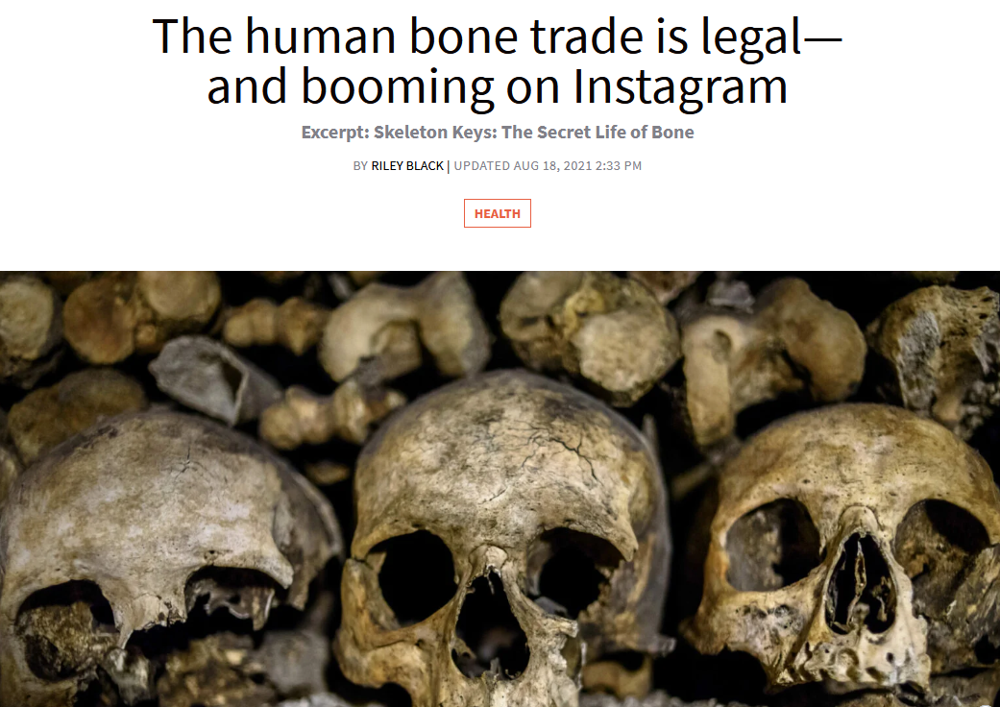 The human bone trade is legal—
and booming on Instagram
Excerpt: Skeleton Keys: The Secret Life of Bone
BY RILEY BLACK | UPDATED AUG 18, 2021 2:33 PM
HEALTH